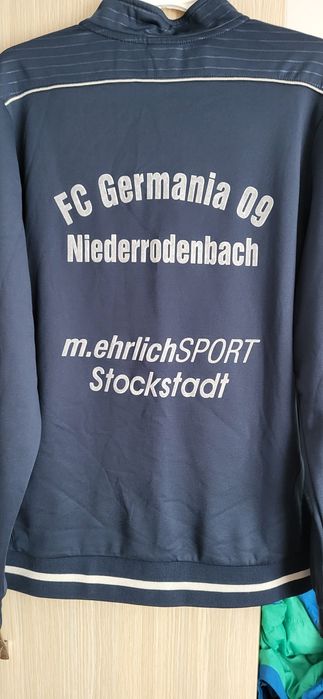 FC Germania 09
Niederrodenbach
m.ehrlichSPORT
Stockstadt